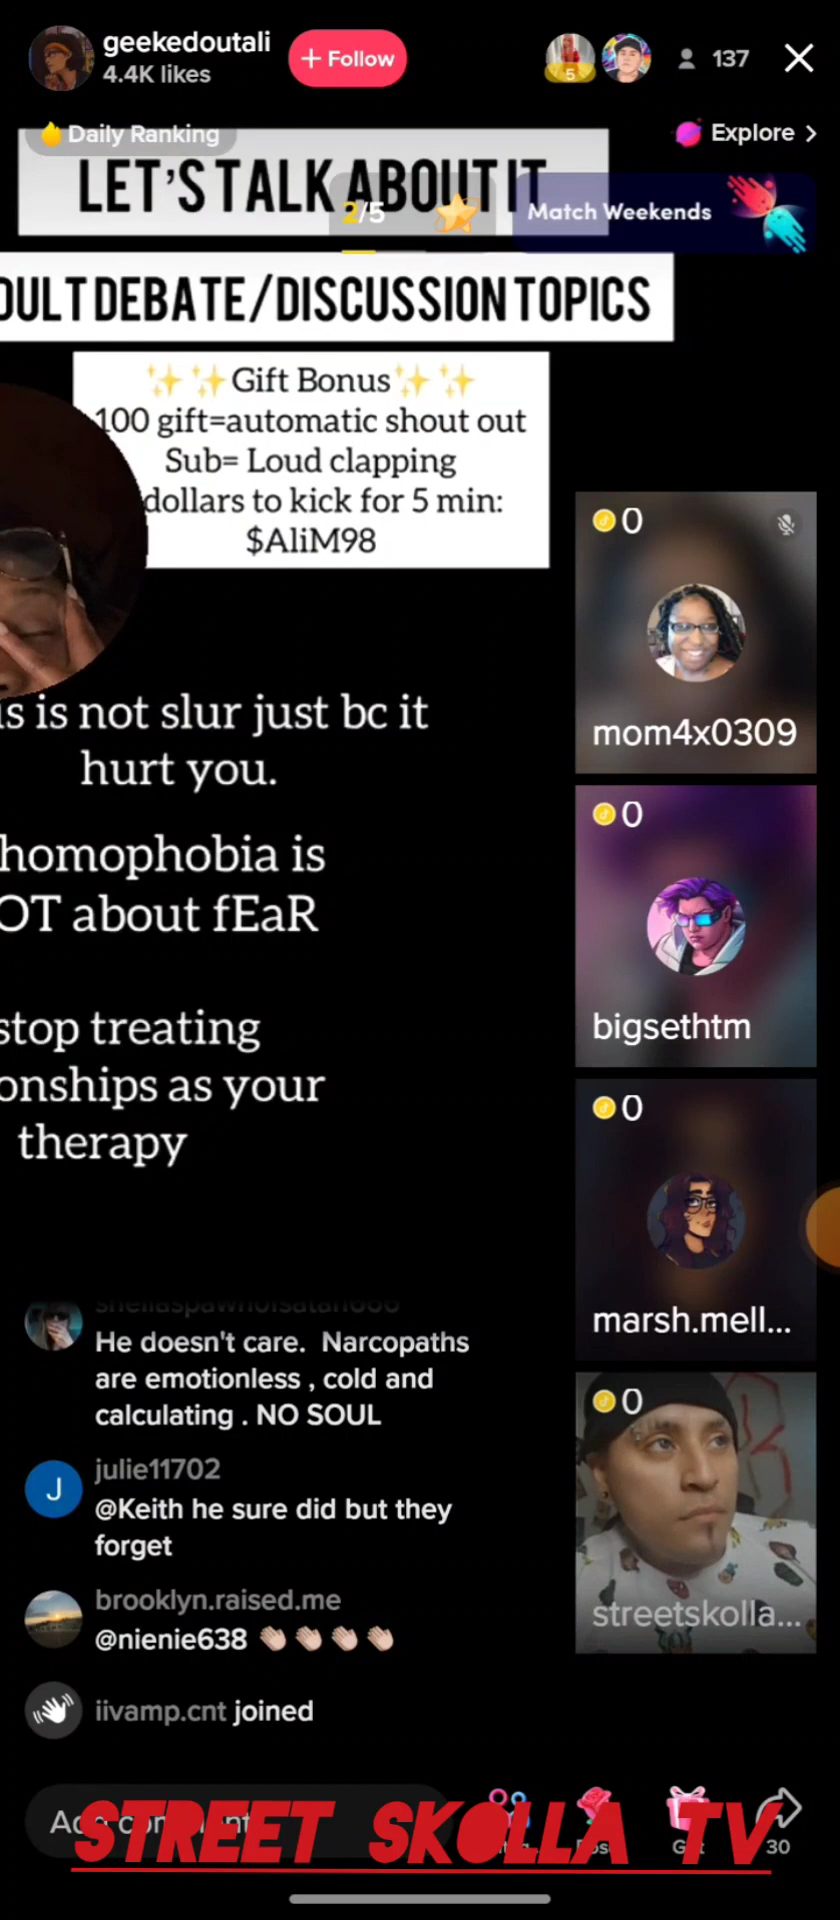 geekedoutali
4.4K likes
+ Follow
5
137
Daily Ranking
Explore >
LET'S TALK ABOUT IT
2/5
Match Weekends
DULT DEBATE/DISCUSSION TOPICS
✨ ✨Gift Bonus✨ ✨
100 gift=automatic shout out
Sub= Loud clapping
dollars to kick for 5 min:
$AliM98
0
mom4x0309
is is not slur just bc it
hurt you.
0
bigsethtm
homophobia is
OT about fEaR
stop treating
onships as your
therapy
0
marsh.mell...
He doesn't care. Narcopaths
are emotionless , cold and
calculating . NO SOUL
0
streetskolla...
J
julie11702
@Keith he sure did but they
forget
brooklyn.raised.me
@nienie638 👏🏻👏🏻👏🏻👏🏻
iivamp.cnt joined
STREET SKOLLA TV
30